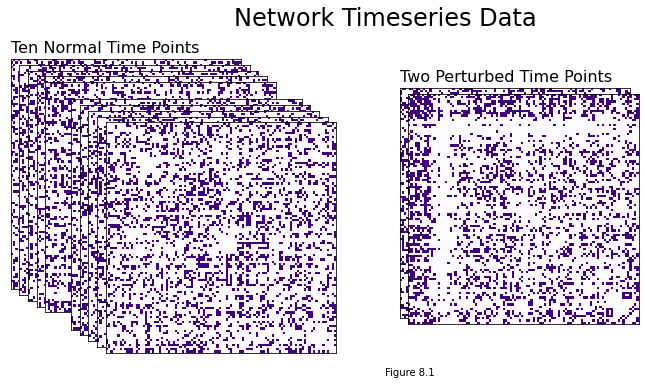 Network Timeseries Data
Ten Normal Time Points
Two Perturbed Time Points
Figure 8.1